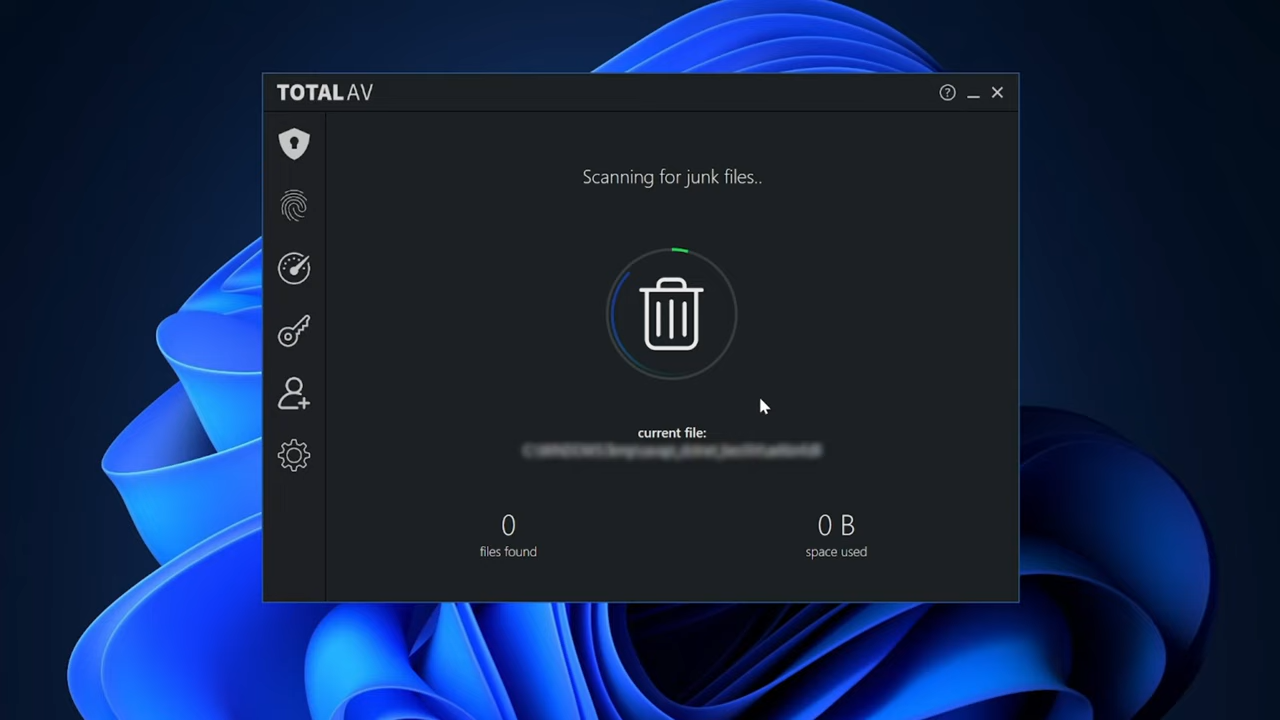 TOTAL AV
Scanning for junk files..
current file:
0
files found
0 B
space used